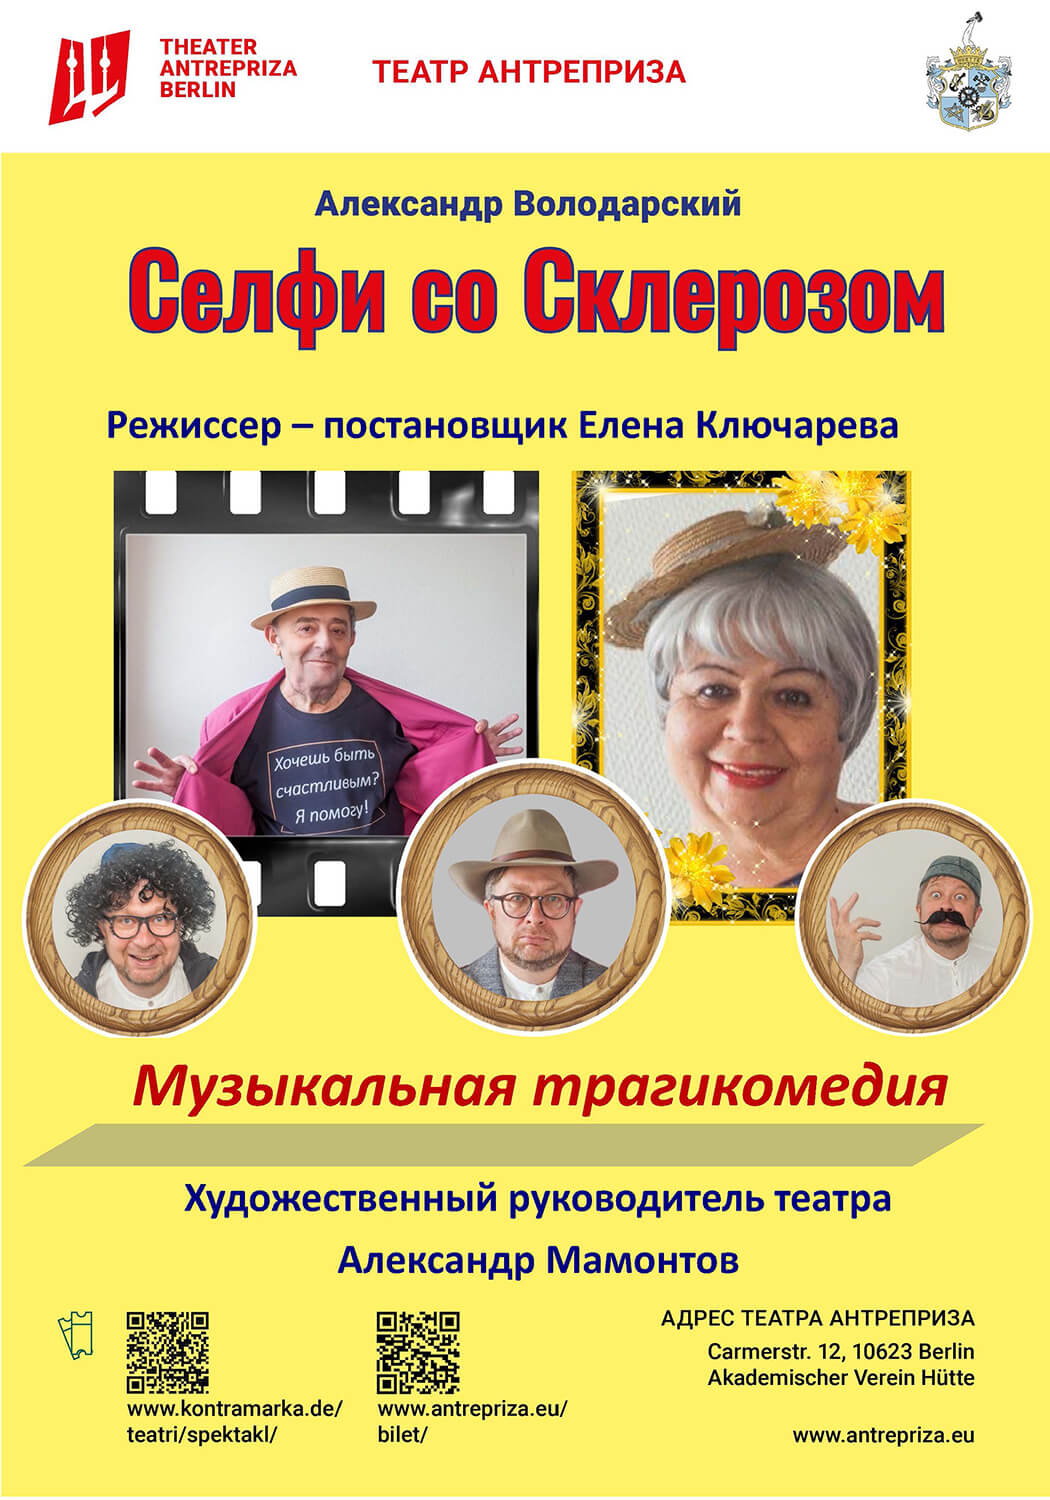 THEATER
ANTREPRIZA
BERLIN
ТЕАТР АНТРЕПРИЗА
Александр Володарский
Селфи со Склерозом
Режиссер – постановщик Елена Ключарева
Хочешь быть
счастливым?
Я помогу!
Музыкальная трагикомедия
Художественный руководитель театра
Александр Мамонтов
www.kontramarka.de/
teatri/spektakl/
www.antrepriza.eu/
bilet/
АДРЕС ТЕАТРА АНТРЕПРИЗА
Carmerstr. 12, 10623 Berlin
Akademischer Verein Hütte
www.antrepriza.eu